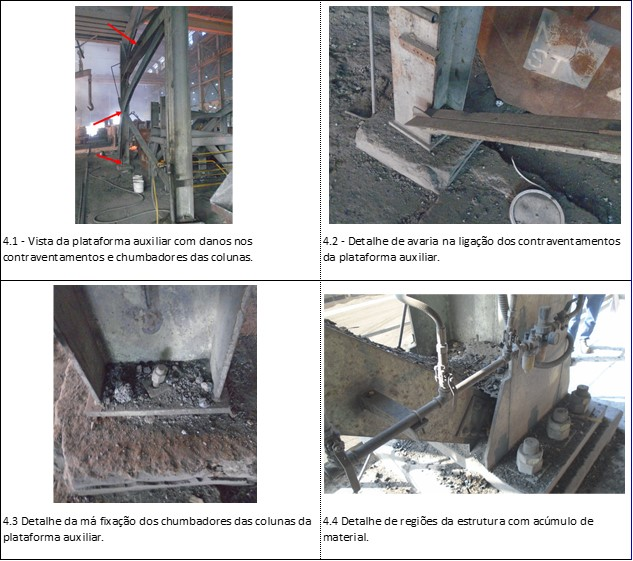 4.1 - Vista da plataforma auxiliar com danos nos
contraventamentos e chumbadores das colunas.
4.2 - Detalhe de avaria na ligação dos contraventamentos
da plataforma auxiliar.
4.3 Detalhe da má fixação dos chumbadores das colunas da
plataforma auxiliar.
4.4 Detalhe de regiões da estrutura com acúmulo de
material.